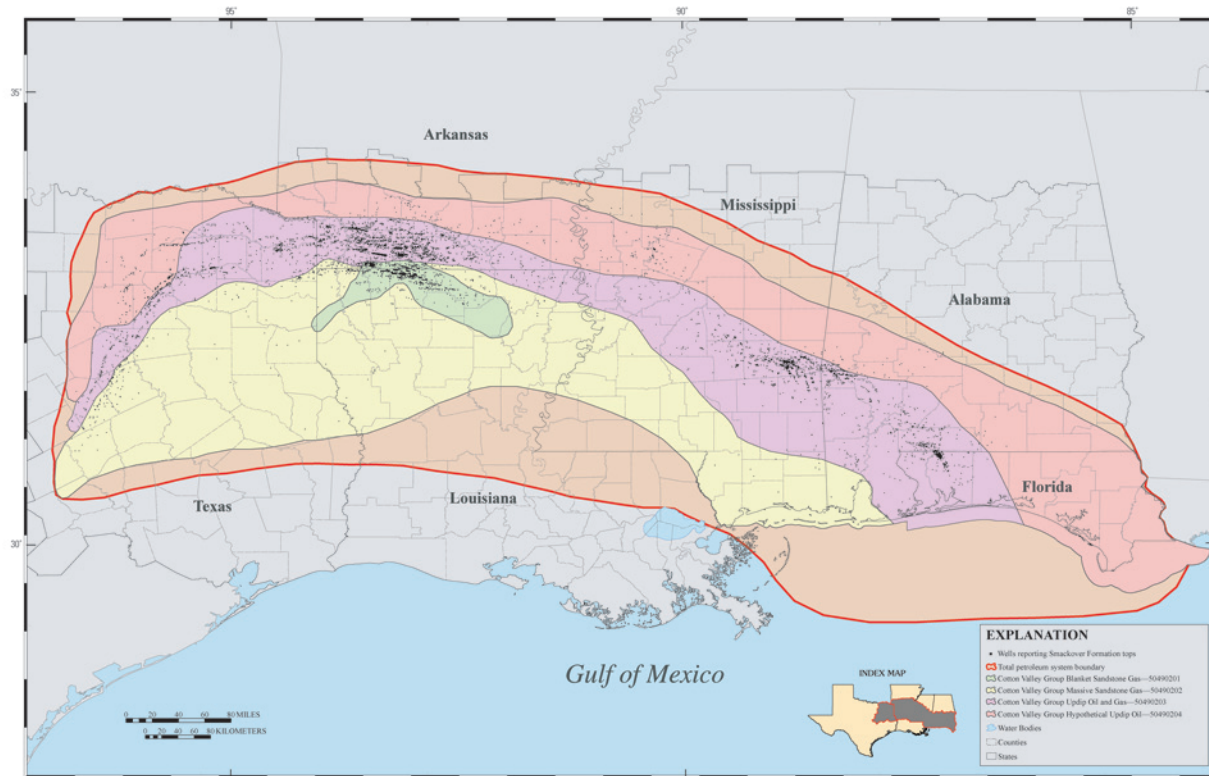 95°
90°
85°
35°
Arkansas
Mississippi
Alabama
Florida
Texas
Louisiana
30°
Gulf of Mexico
0 20 40 60 80 MILES
0 20 40 60 80 KILOMETERS
INDEX MAP
EXPLANATION
Wells reporting Smackover Formation tops
Total petroleum system boundary
Cotton Valley Group Blanket Sandstone Gas—50490201
Cotton Valley Group Massive Sandstone Gas—50490202
Cotton Valley Group Updip Oil and Gas—50490203
Cotton Valley Group Hypothetical Updip Oil—50490204
Water Bodies
Counties
States